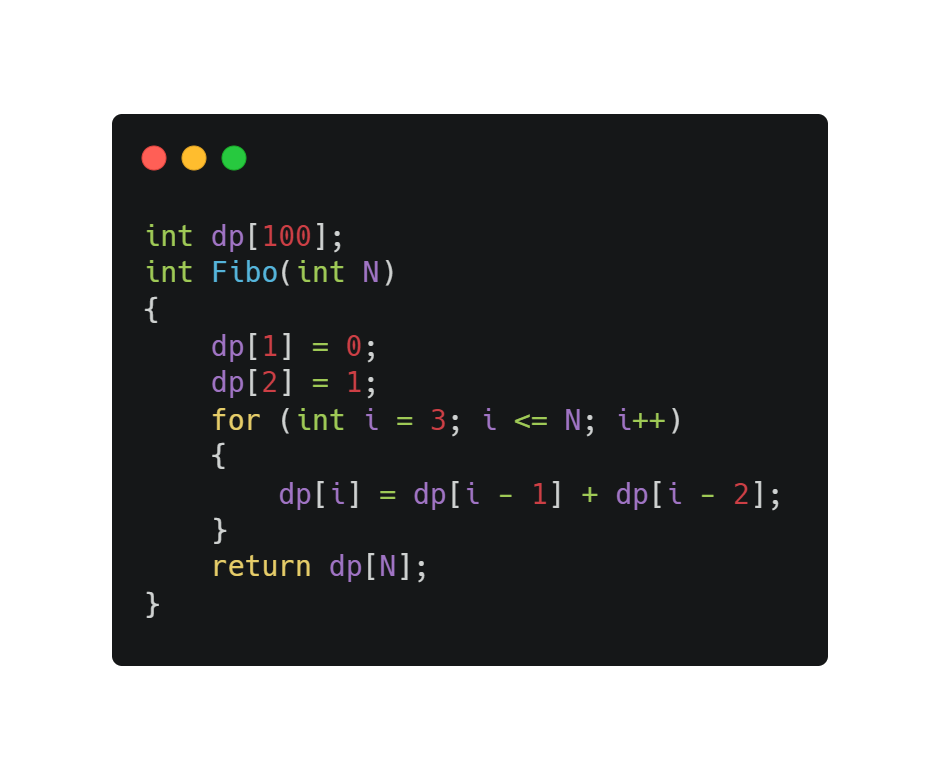 int dp[100];
int Fibo(int N)
{
    dp[1] = 0;
    dp[2] = 1;
    for (int i = 3; i <= N; i++)
    {
        dp[i] = dp[i - 1] + dp[i - 2];
    }
    return dp[N];
}